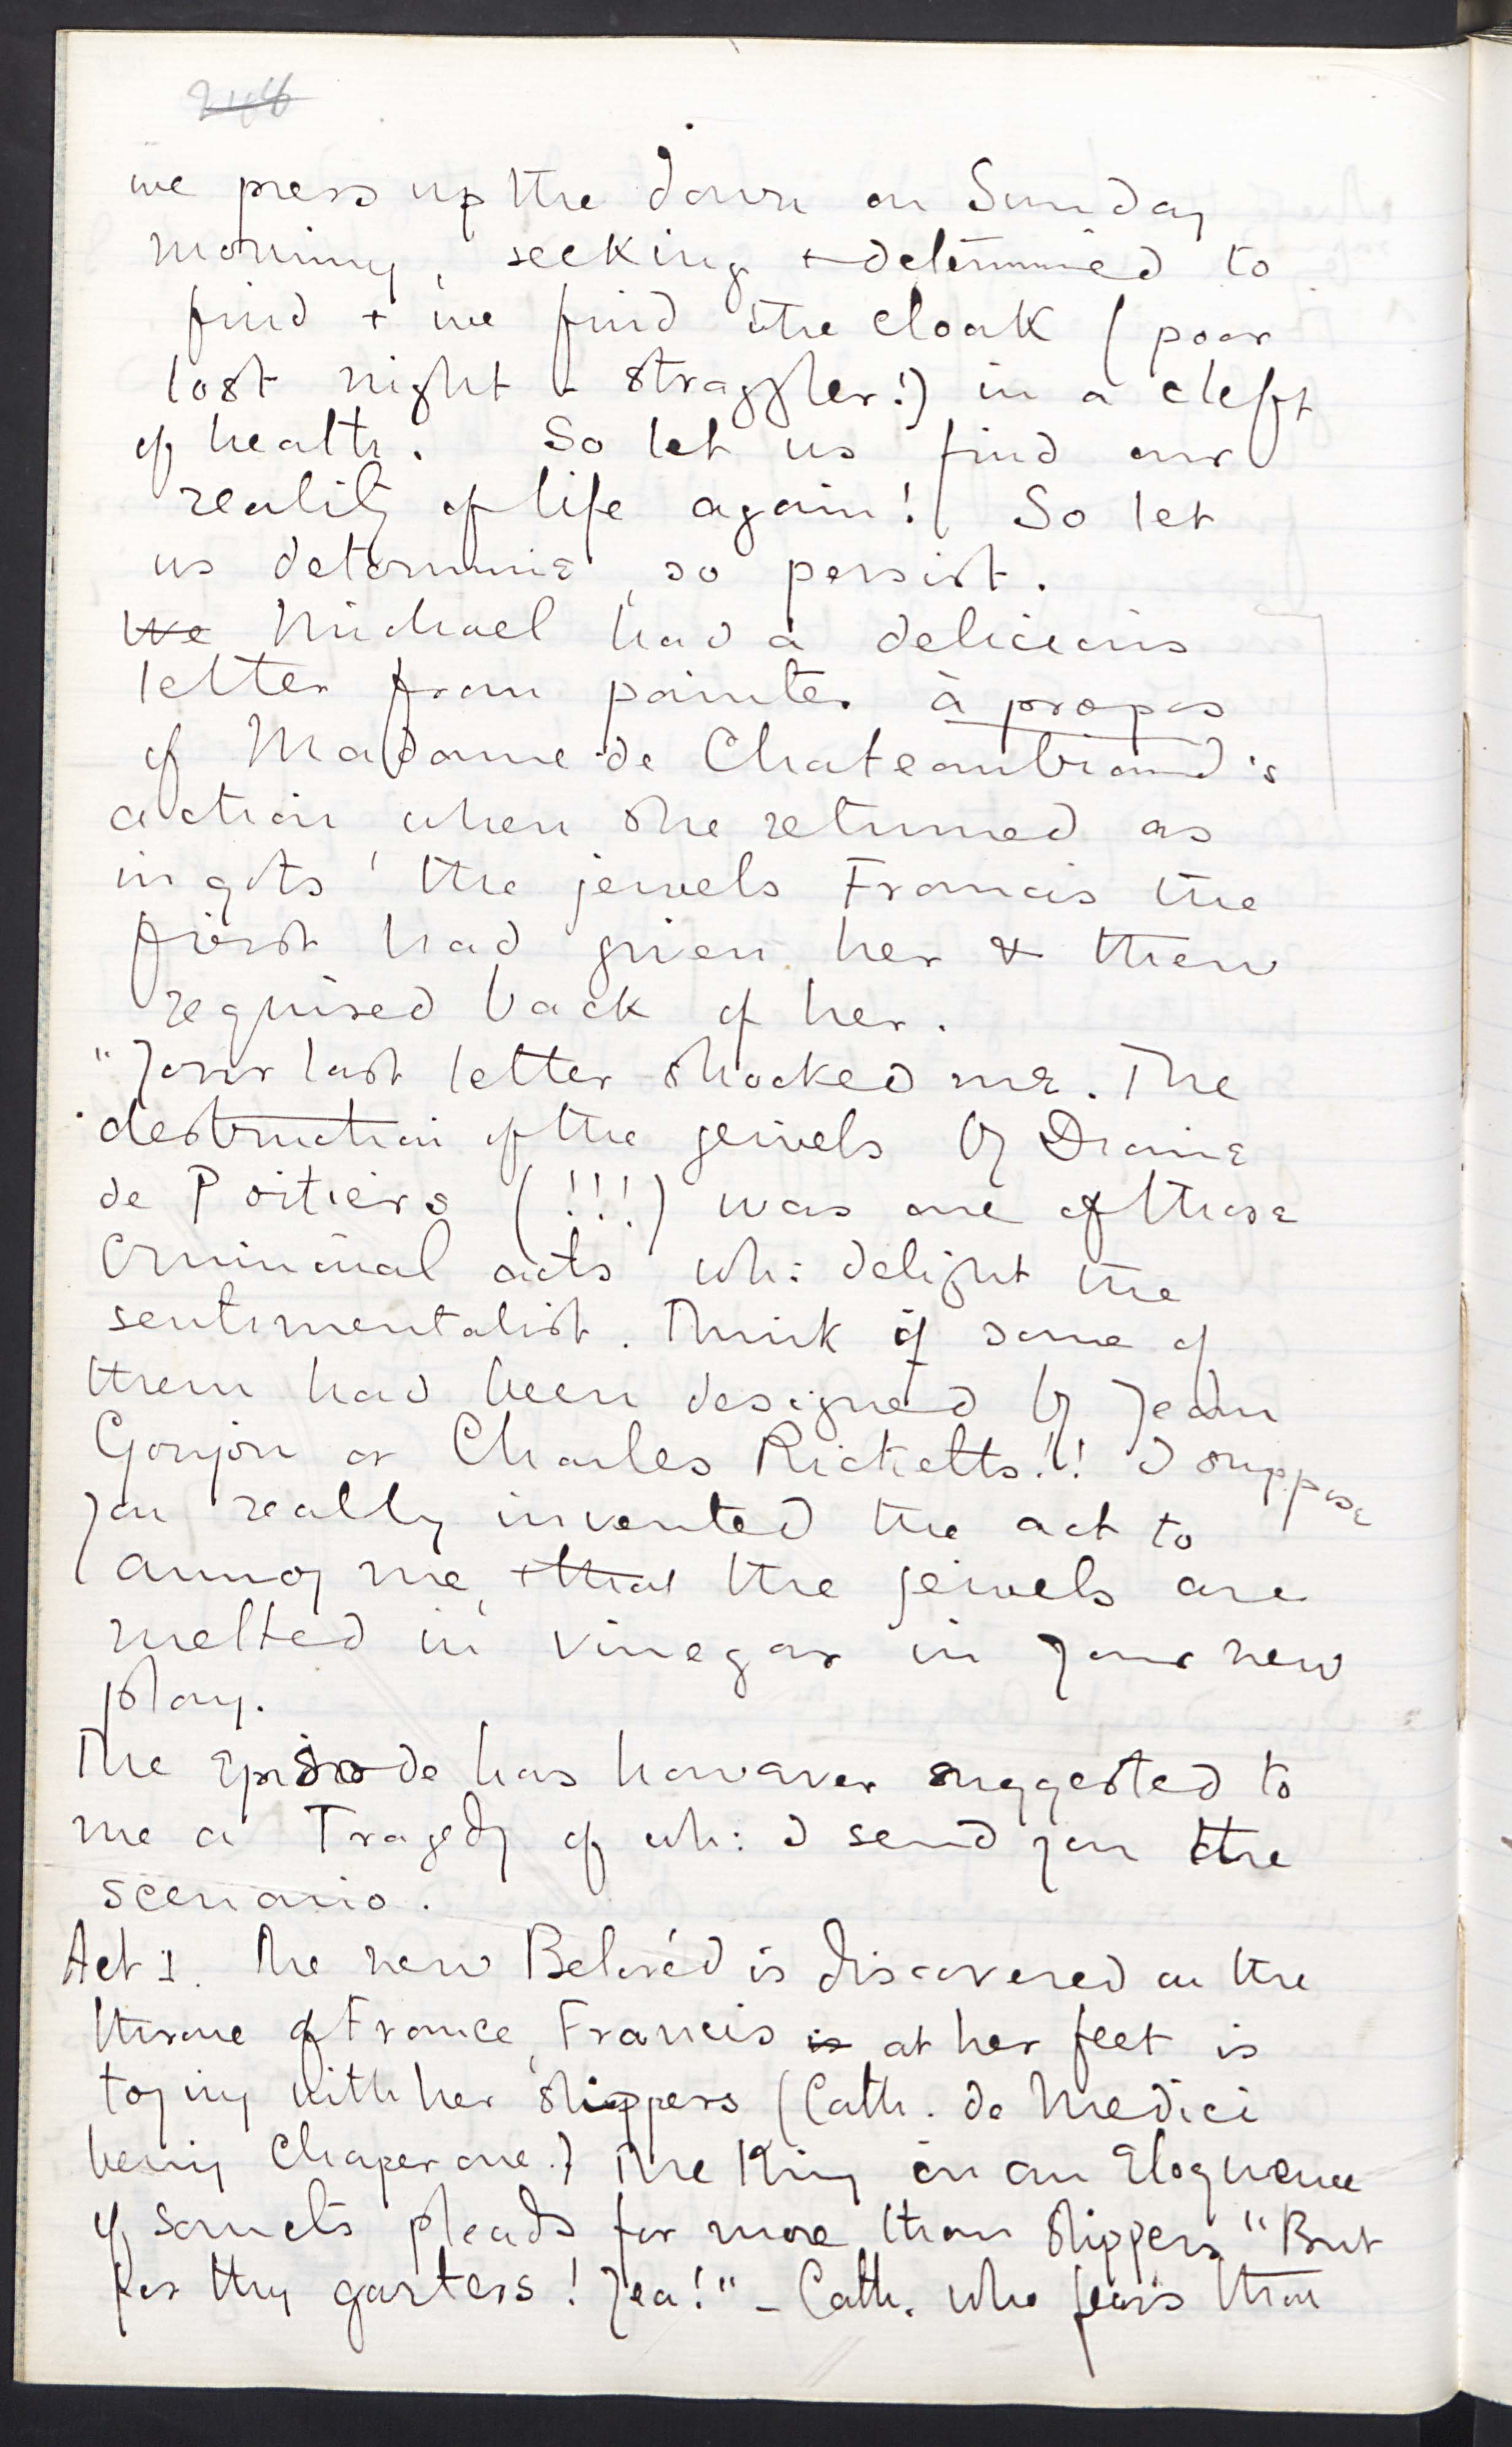 we press up the down on Sunday
morning, seeking + determined to
find + we find the cloak (poor
lost night - straggler!) in a cleft
of heath. So let us find our
reality of life again! So let
us determine, so persist.
We Michael had a delicious
letter from painter à propos
of Madame de Chateaubriand's
action when she returned as
ingots the jewels Francis the
first had given her & then
required back of her.
"Your last letter shocked me. The
destruction of the jewels by Diane
de Poitiers (!!!) was one of those
Criminal acts wh: delight the
sentimentalist. Think if some of
them had been designed by Jean
Goujon or Charles Ricketts!! I suppose
you really invented the act to
annoy me, + that the jewels are
melted in vinegar in your new
play.
The episode has however suggested to
me a Tragedy of wh: I send you the
scenario.
Act 1. The new Belovéd is discovered on the
throne of France, Francis is at her feet is
toying with her slippers (Cath. de Medici
being Chaperone.) The King in an Eloquence
of sonnets pleads for more than slippers "But
for thy garters! Yea!" - Cath. who fears that